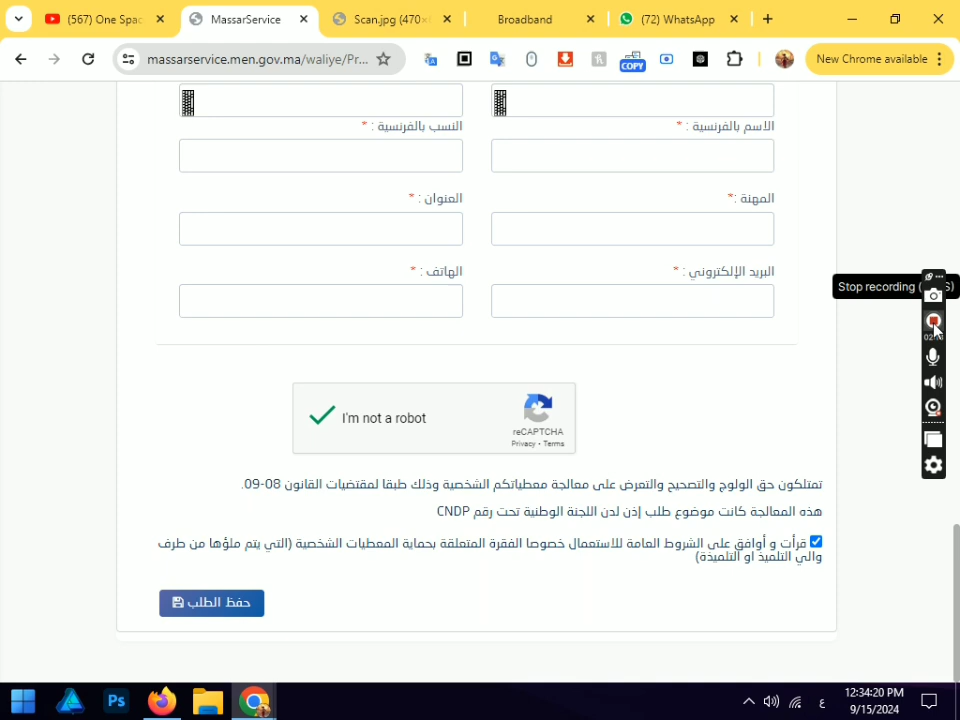 (567) One Spac
MassarService
Scan.jpg (470×
Broadband
(72) WhatsApp
massarservice.men.gov.ma/waliye/Pr...
COPY
New Chrome available
الاسم بالفرنسية : *
النسب بالفرنسية : *
المهنة :*
العنوان : *
البريد الإلكتروني : *
الهاتف : *
Stop recording (
S)
I'm not a robot
reCAPTCHA
Privacy - Terms
تمتلكون حق الولوج والتصحيح والتعرض على معالجة معطياتكم الشخصية وذلك طبقا لمقتضيات القانون 08-09.
هذه المعالجة كانت موضوع طلب إذن لدن اللجنة الوطنية تحت رقم CNDP
قرأت و أوافق على الشروط العامة للاستعمال خصوصا الفقرة المتعلقة بحماية المعطيات الشخصية (التي يتم ملؤها من طرف
والي التلميذ او التلميذة)
حفظ الطلب
Ps
ع
12:34:20 PM
9/15/2024